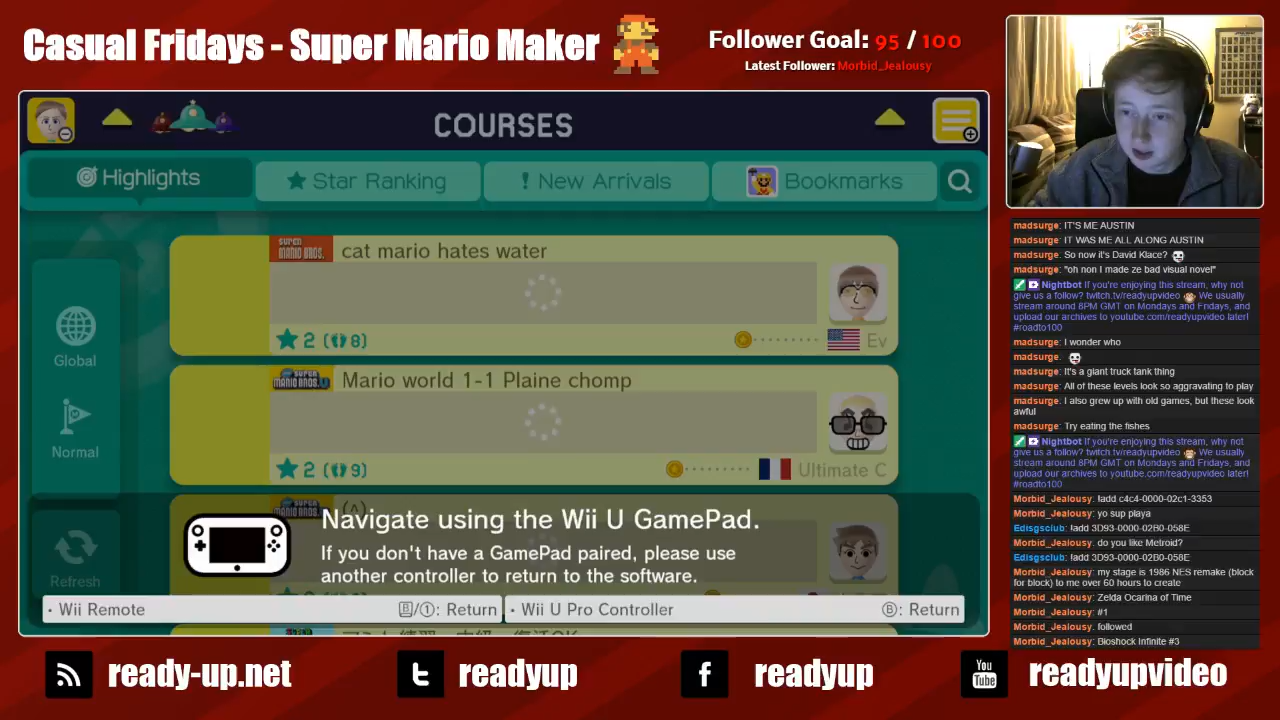 Casual Fridays - Super Mario Maker
Follower Goal: 95 / 100
Latest Follower: Morbid_Jealousy
COURSES
Highlights
Star Ranking
New Arrivals
Bookmarks
SUPER
MARIO BROS.
cat mario hates water
2 (8)
Ev
Global
Normal
Refresh
Mario world 1-1 Plaine chomp
2 (9)
Ultimate C
(^)
Navigate using the Wii U GamePad.
If you don't have a GamePad paired, please use
another controller to return to the software.
· Wii Remote
B/①: Return
· Wii U Pro Controller
Ⓑ: Return
madsurge: IT'S ME AUSTIN
madsurge: IT WAS ME ALL ALONG AUSTIN
madsurge: So now it's David Klace?
madsurge: "oh non I made ze bad visual novel"
Nightbot If you're enjoying this stream, why not
give us a follow? twitch.tv/readyupvideo We usually
stream around 8PM GMT on Mondays and Fridays, and
upload our archives to youtube.com/readyupvideo later!
#roadto100
madsurge: I wonder who
madsurge:
madsurge: It's a giant truck tank thing
madsurge: All of these levels look so aggravating to play
madsurge: I also grew up with old games, but these look
awful
madsurge: Try eating the fishes
Nightbot If you're enjoying this stream, why not
give us a follow? twitch.tv/readyupvideo We usually
stream around 8PM GMT on Mondays and Fridays, and
upload our archives to youtube.com/readyupvideo later!
#roadto100
Morbid_Jealousy: !add c4c4-0000-02c1-3353
Morbid_Jealousy: yo sup playa
Edisgsciub: !add 3D93-0000-02B0-058E
Morbid_Jealousy: do you like Metroid?
Edisgsciub: !add 3D93-0000-02B0-058E
Morbid_Jealousy: my stage is 1986 NES remake (block
for block) to me over 60 hours to create
Morbid_Jealousy: Zelda Ocarina of Time
Morbid_Jealousy: #1
Morbid_Jealousy: followed
Morbid_Jealousy: Bioshock Infinite #3
ready-up.net
readyup
readyup
You
Tube
readyupvideo